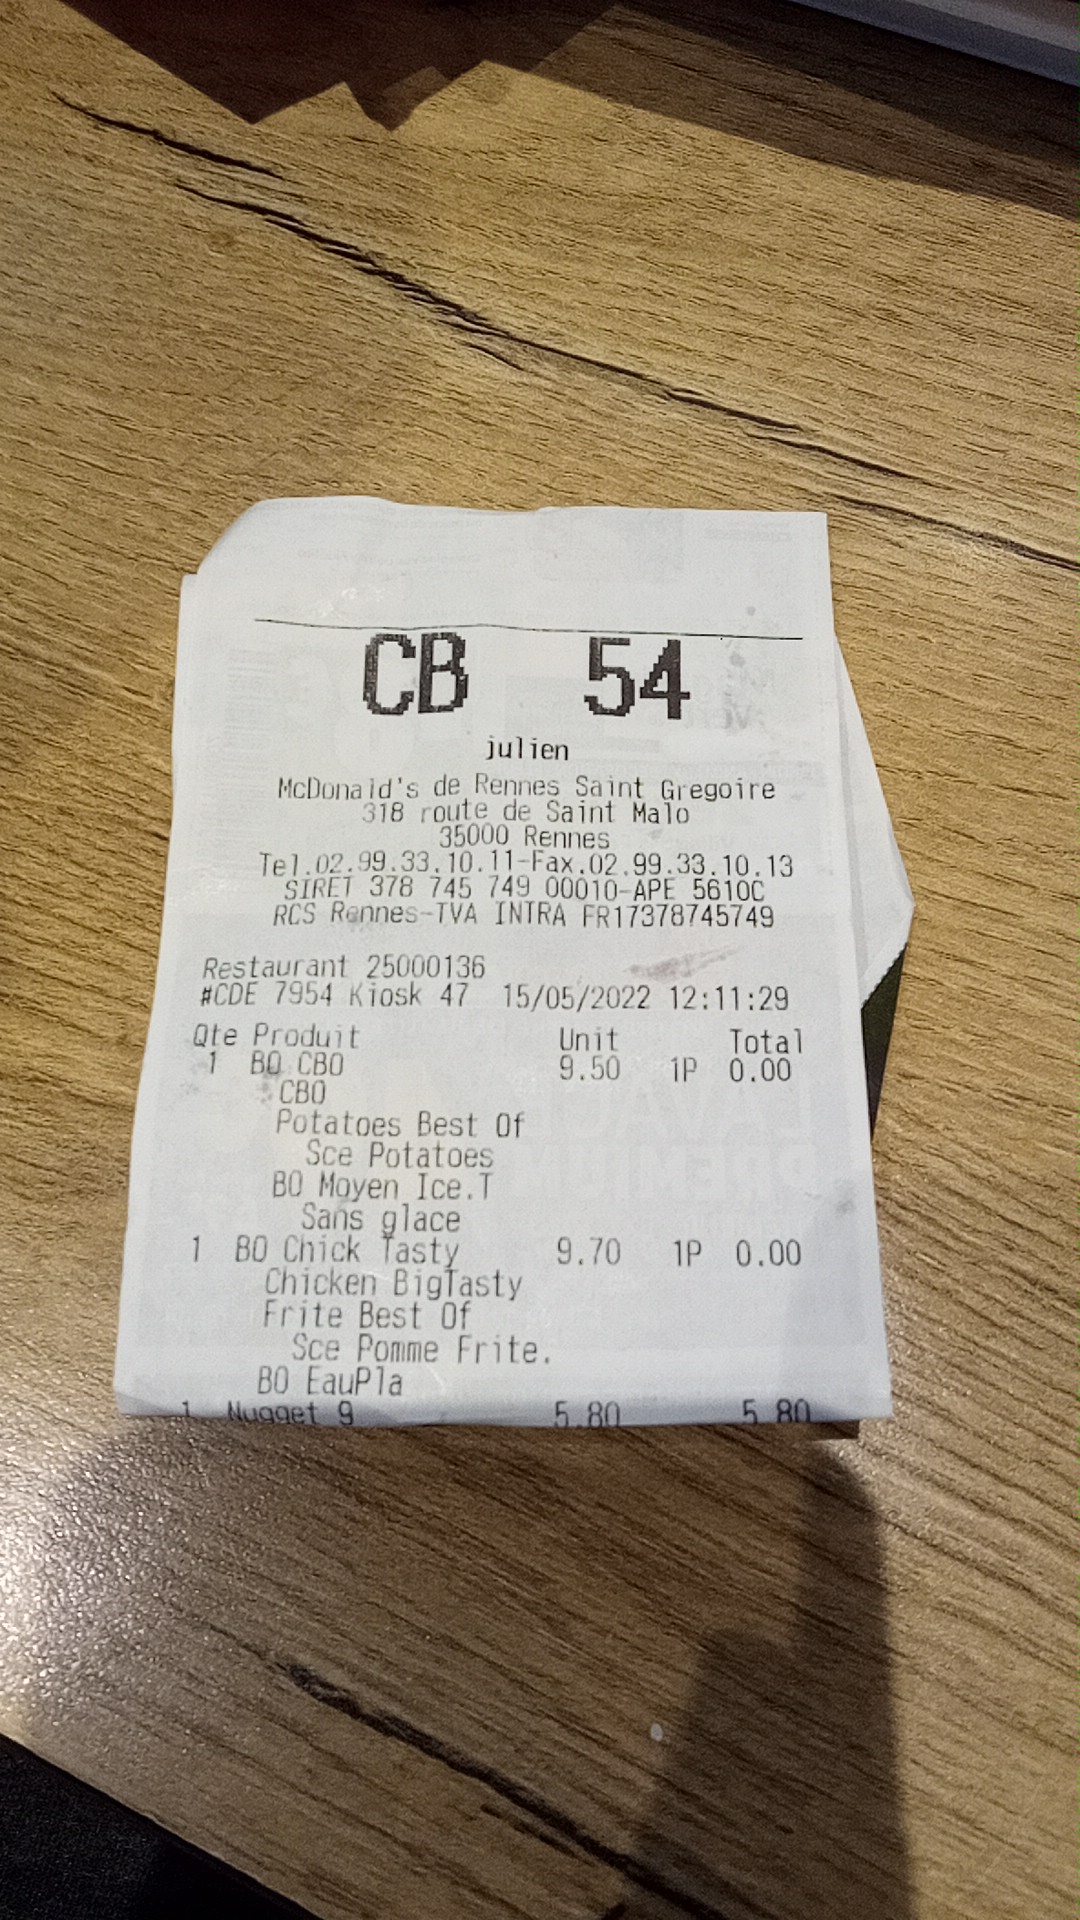 CB 54
julien
McDonald's de Rennes Saint Gregoire
318 route de Saint Malo
35000 Rennes
Tel.02.99.33.10.11-Fax.02.99.33.10.13
SIRET 378 745 749 00010-APE 5610C
RCS Rennes-TVA INTRA FR17378745749
Restaurant 25000136
#CDE 7954 Kiosk 47 15/05/2022 12:11:29
Qte Produit Unit Total
1 BO CBO 9.50 1P 0.00
CBO
Potatoes Best Of
Sce Potatoes
BO Moyen Ice.T
Sans glace
1 BO Chick Tasty 9.70 1P 0.00
Chicken BigTasty
Frite Best Of
Sce Pomme Frite.
BO EauPla
1 Nugget 9 5.80 5.80